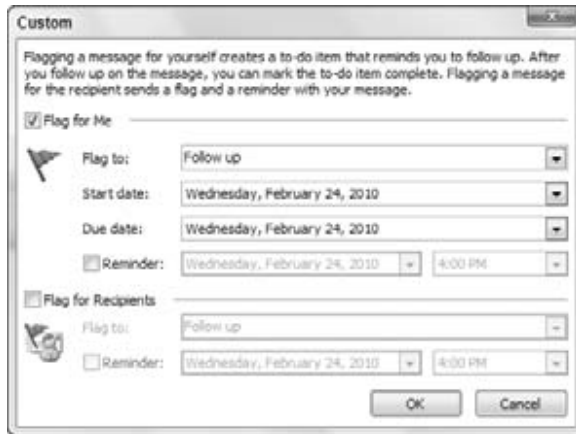 Custom
Flagging a message for yourself creates a to-do item that reminds you to follow up. After
you follow up on the message, you can mark the to-do item complete. Flagging a message
for the recipient sends a flag and a reminder with your message.
Flag for Me
Flag to: Follow up
Start date: Wednesday, February 24, 2010
Due date: Wednesday, February 24, 2010
Reminder: Wednesday, February 24, 2010 4:00 PM
Flag for Recipients
Flag to: Follow up
Reminder: Wednesday, February 24, 2010 4:00 PM
OK Cancel